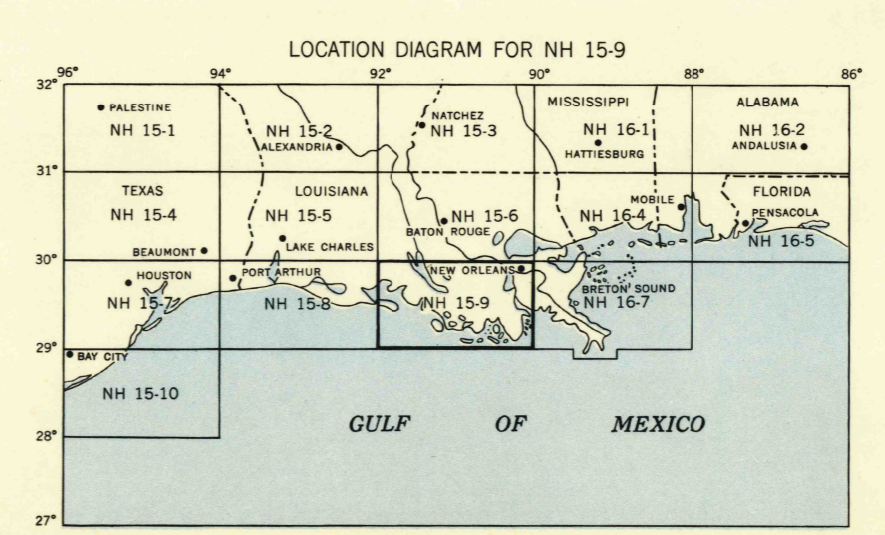 LOCATION DIAGRAM FOR NH 15-9
96° 94° 92° 90° 88° 86°
32°
PALESTINE
NH 15-1
NH 15-2
ALEXANDRIA
NATCHEZ
NH 15-3
MISSISSIPPI
NH 16-1
HATTIESBURG
ALABAMA
NH 16-2
ANDALUSIA
31°
TEXAS
NH 15-4
BEAUMONT
LOUISIANA
NH 15-5
LAKE CHARLES
NH 15-6
BATON ROUGE
MOBILE
NH 16-4
FLORIDA
PENSACOLA
NH 16-5
30°
HOUSTON
NH 15-7
PORT ARTHUR
NH 15-8
NEW ORLEANS
NH 15-9
BRETON SOUND
NH 16-7
29°
BAY CITY
NH 15-10
GULF OF MEXICO
28°
27°